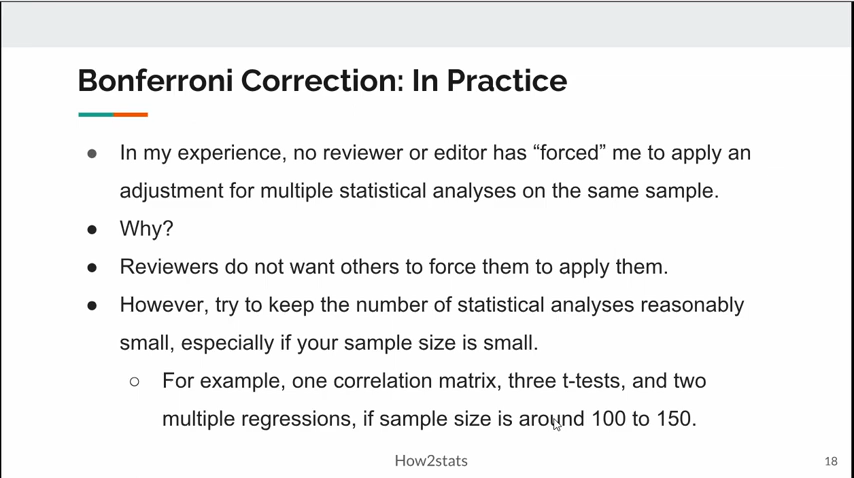 Bonferroni Correction: In Practice
● In my experience, no reviewer or editor has “forced” me to apply an
adjustment for multiple statistical analyses on the same sample.
● Why?
● Reviewers do not want others to force them to apply them.
● However, try to keep the number of statistical analyses reasonably
small, especially if your sample size is small.
○ For example, one correlation matrix, three t-tests, and two
multiple regressions, if sample size is around 100 to 150.
How2stats
18